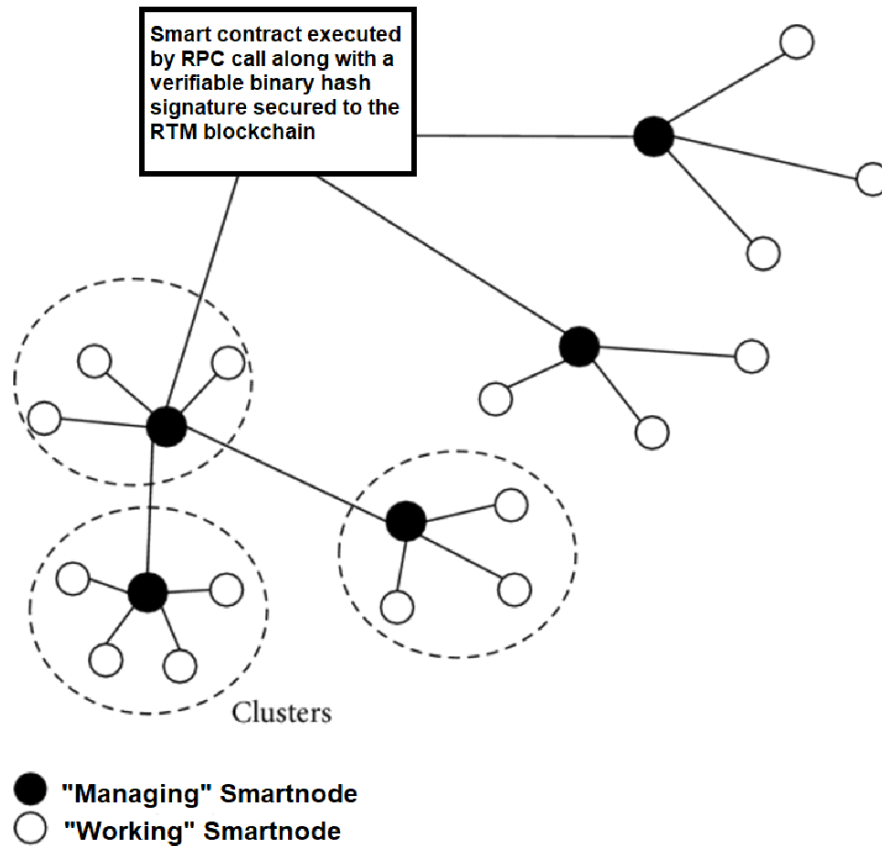 Smart contract executed
by RPC call along with a
verifiable binary hash
signature secured to the
RTM blockchain
Clusters
"Managing" Smartnode
"Working" Smartnode